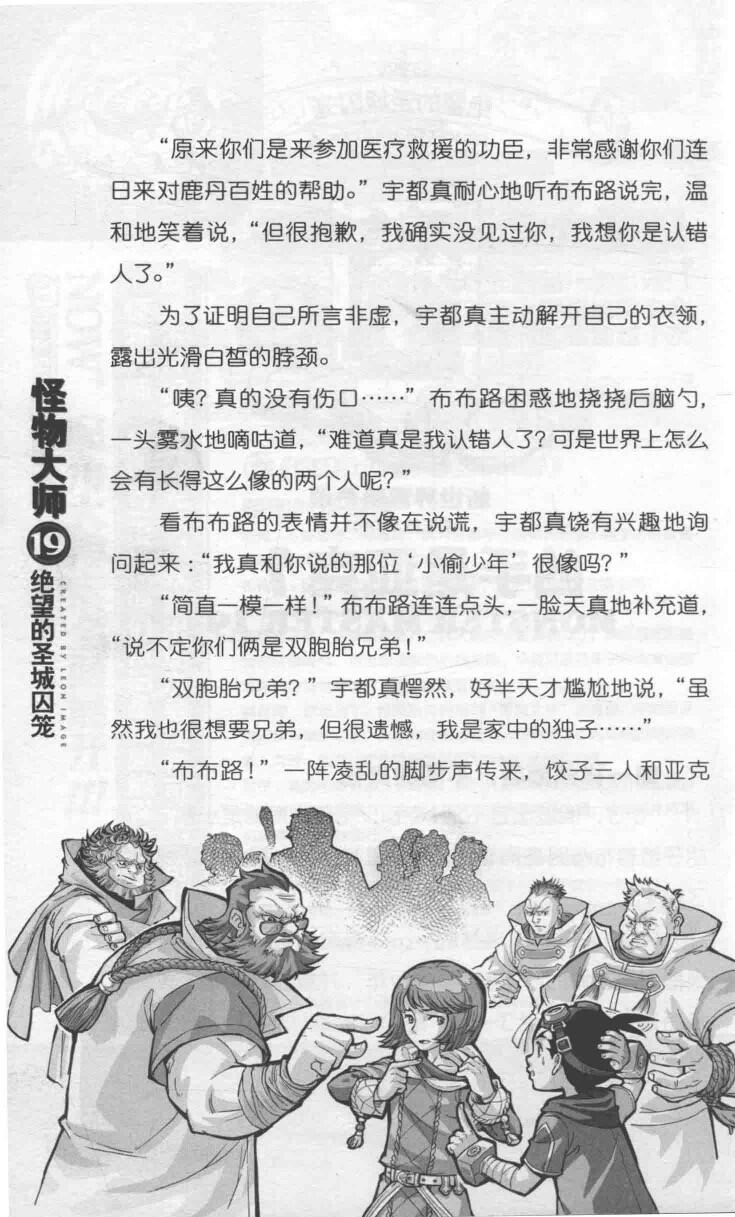 “原来你们是来参加医疗救援的功臣，非常感谢你们连
日来对鹿丹百姓的帮助。”宇都真耐心地听布布路说完，温
和地笑着说，“但很抱歉，我确实没见过你，我想你是认错
人了。”
为了证明自己所言非虚，宇都真主动解开自己的衣领，
露出光滑白皙的脖颈。
“咦？真的没有伤口……”布布路困惑地挠挠后脑勺，
一头雾水地嘀咕道，“难道真是我认错人了？可是世界上怎么
会有长得这么像的两个人呢？”
看布布路的表情并不像在说谎，宇都真饶有兴趣地询
问起来：“我真和你说的那位‘小偷少年’很像吗？”
“简直一模一样！”布布路连连点头，一脸天真地补充道，
“说不定你们俩是双胞胎兄弟！”
“双胞胎兄弟？”宇都真愕然，好半天才尴尬地说，“虽
然我也很想要兄弟，但很遗憾，我是家中的独子……”
“布布路！”一阵凌乱的脚步声传来，饺子三人和亚克
怪物大师
19
绝望的圣城囚笼
CREATED BY LEON IMAGE